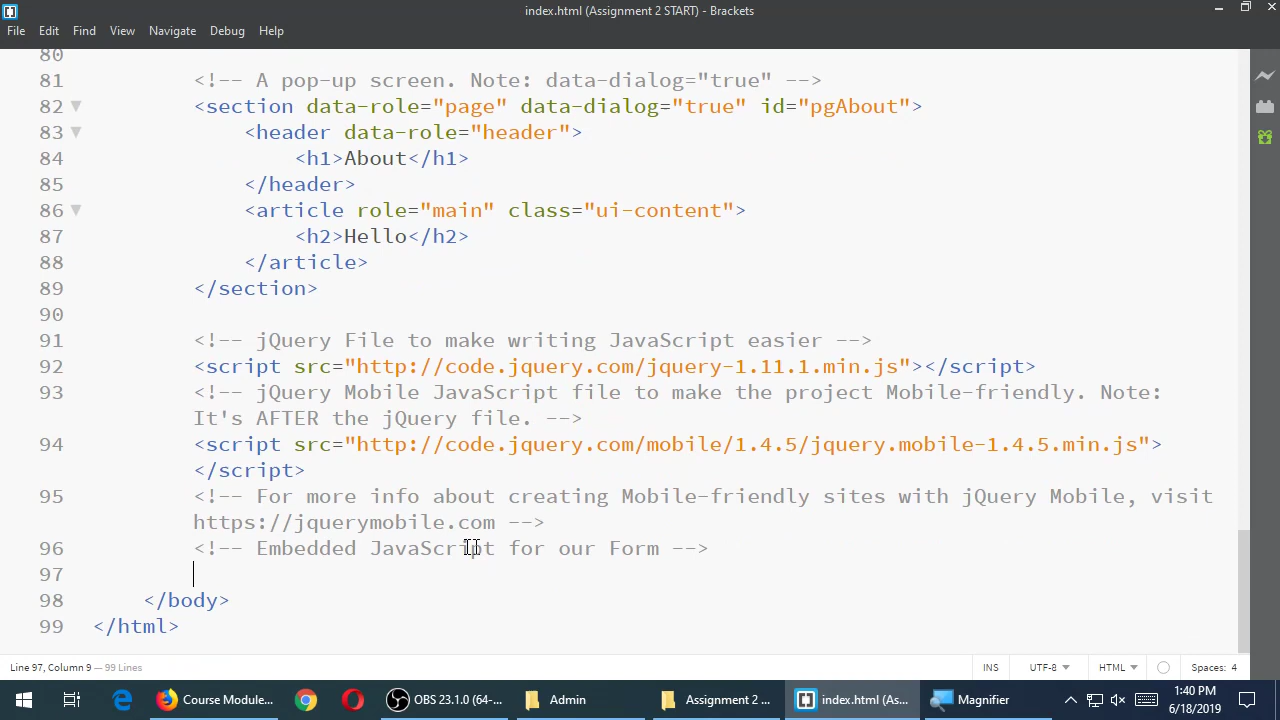 index.html (Assignment 2 START) - Brackets
File Edit Find View Navigate Debug Help
80
81 <!-- A pop-up screen. Note: data-dialog="true" -->
82 <section data-role="page" data-dialog="true" id="pgAbout">
83 <header data-role="header">
84 <h1>About</h1>
85 </header>
86 <article role="main" class="ui-content">
87 <h2>Hello</h2>
88 </article>
89 </section>
90
91 <!-- jQuery File to make writing JavaScript easier -->
92 <script src="http://code.jquery.com/jquery-1.11.1.min.js"></script>
93 <!-- jQuery Mobile JavaScript file to make the project Mobile-friendly. Note:
It's AFTER the jQuery file. -->
94 <script src="http://code.jquery.com/mobile/1.4.5/jquery.mobile-1.4.5.min.js">
</script>
95 <!-- For more info about creating Mobile-friendly sites with jQuery Mobile, visit
https://jquerymobile.com -->
96 <!-- Embedded JavaScript for our Form -->
97
98 </body>
99 </html>
Line 97, Column 9 — 99 Lines INS UTF-8 HTML Spaces: 4
Course Module... OBS 23.1.0 (64-... Admin Assignment 2 ... index.html (As... Magnifier 1:40 PM
6/18/2019